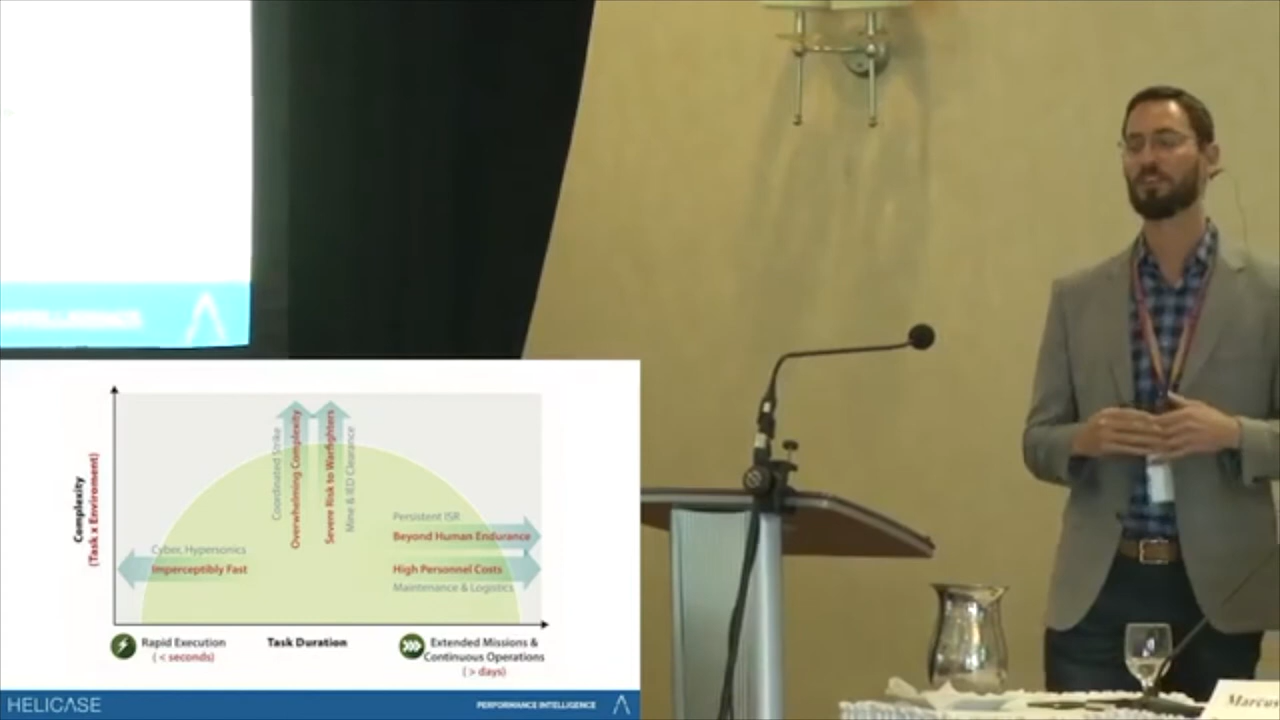 Complexity
(Task x Enviroment)
Coordinated Strike
Overwhelming Complexity
Severe Risk to Warfighters
Mine & IED Clearance
Persistent ISR
Beyond Human Endurance
Cyber, Hypersonics
Imperceptibly Fast
High Personnel Costs
Maintenance & Logistics
Rapid Execution
( < seconds)
Task Duration
Extended Missions &
Continuous Operations
( > days)
HELICASE
PERFORMANCE INTELLIGENCE
Marcus